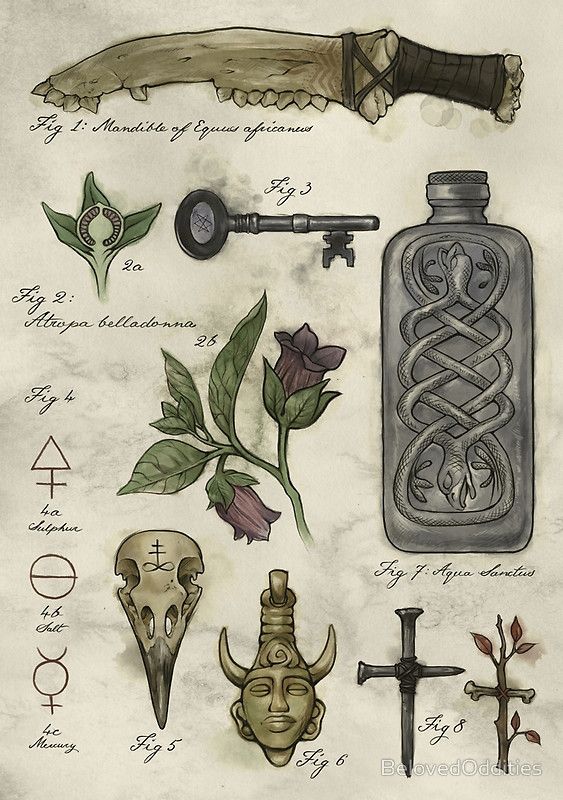 Fig 1: Mandible of Equus africanus
Fig 3
2a
Fig 2:
Atropa belladonna
2b
Fig 4
4a
Sulphur
4b
Salt
4c
Mercury
Fig 5
Fig 6
Fig 7: Aqua Sanctus
Fig 8
BelovedOddities